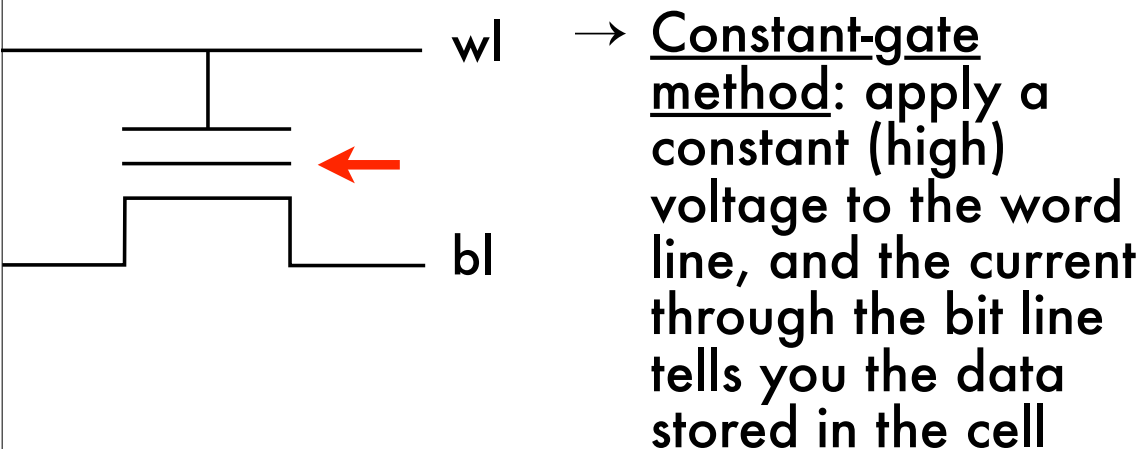 wl
bl
→ Constant-gate
method: apply a
constant (high)
voltage to the word
line, and the current
through the bit line
tells you the data
stored in the cell